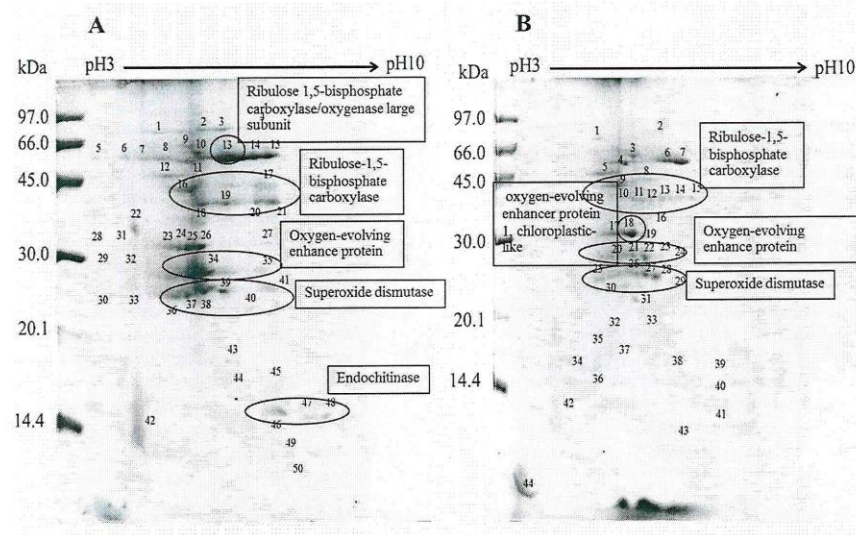 A
pH3
pH10
kDa
97.0
66.0
45.0
30.0
20.1
14.4
Ribulose 1,5-bisphosphate
carboxylase/oxygenase large
subunit
Ribulose-1,5-
bisphosphate
carboxylase
Oxygen-evolving
enhance protein
Superoxide dismutase
Endochitinase
1 2 3
5 6 7 8 9 10 13 14 15
12 11 17
16 19
22 18 20 21
28 31 23 24 25 26 27
29 32 34 35
39 41
30 33 36 37 38 40
43
44 45
47 48
42 46
49
50
B
pH3
pH10
kDa
97.0
66.0
45.0
30.0
20.1
14.4
Ribulose-1,5-
bisphosphate
carboxylase
oxygen-evolving
enhancer protein
1, chloroplastic-
like
Oxygen-evolving
enhance protein
Superoxide dismutase
1 2
3
4 6 7
5 8
9
10 11 12 13 14 15
16
17 18 19
20 21 22 23 24
25 26 27 28
30 29
31
32 33
35
37
34 38 39
36 40
12 41
43
44